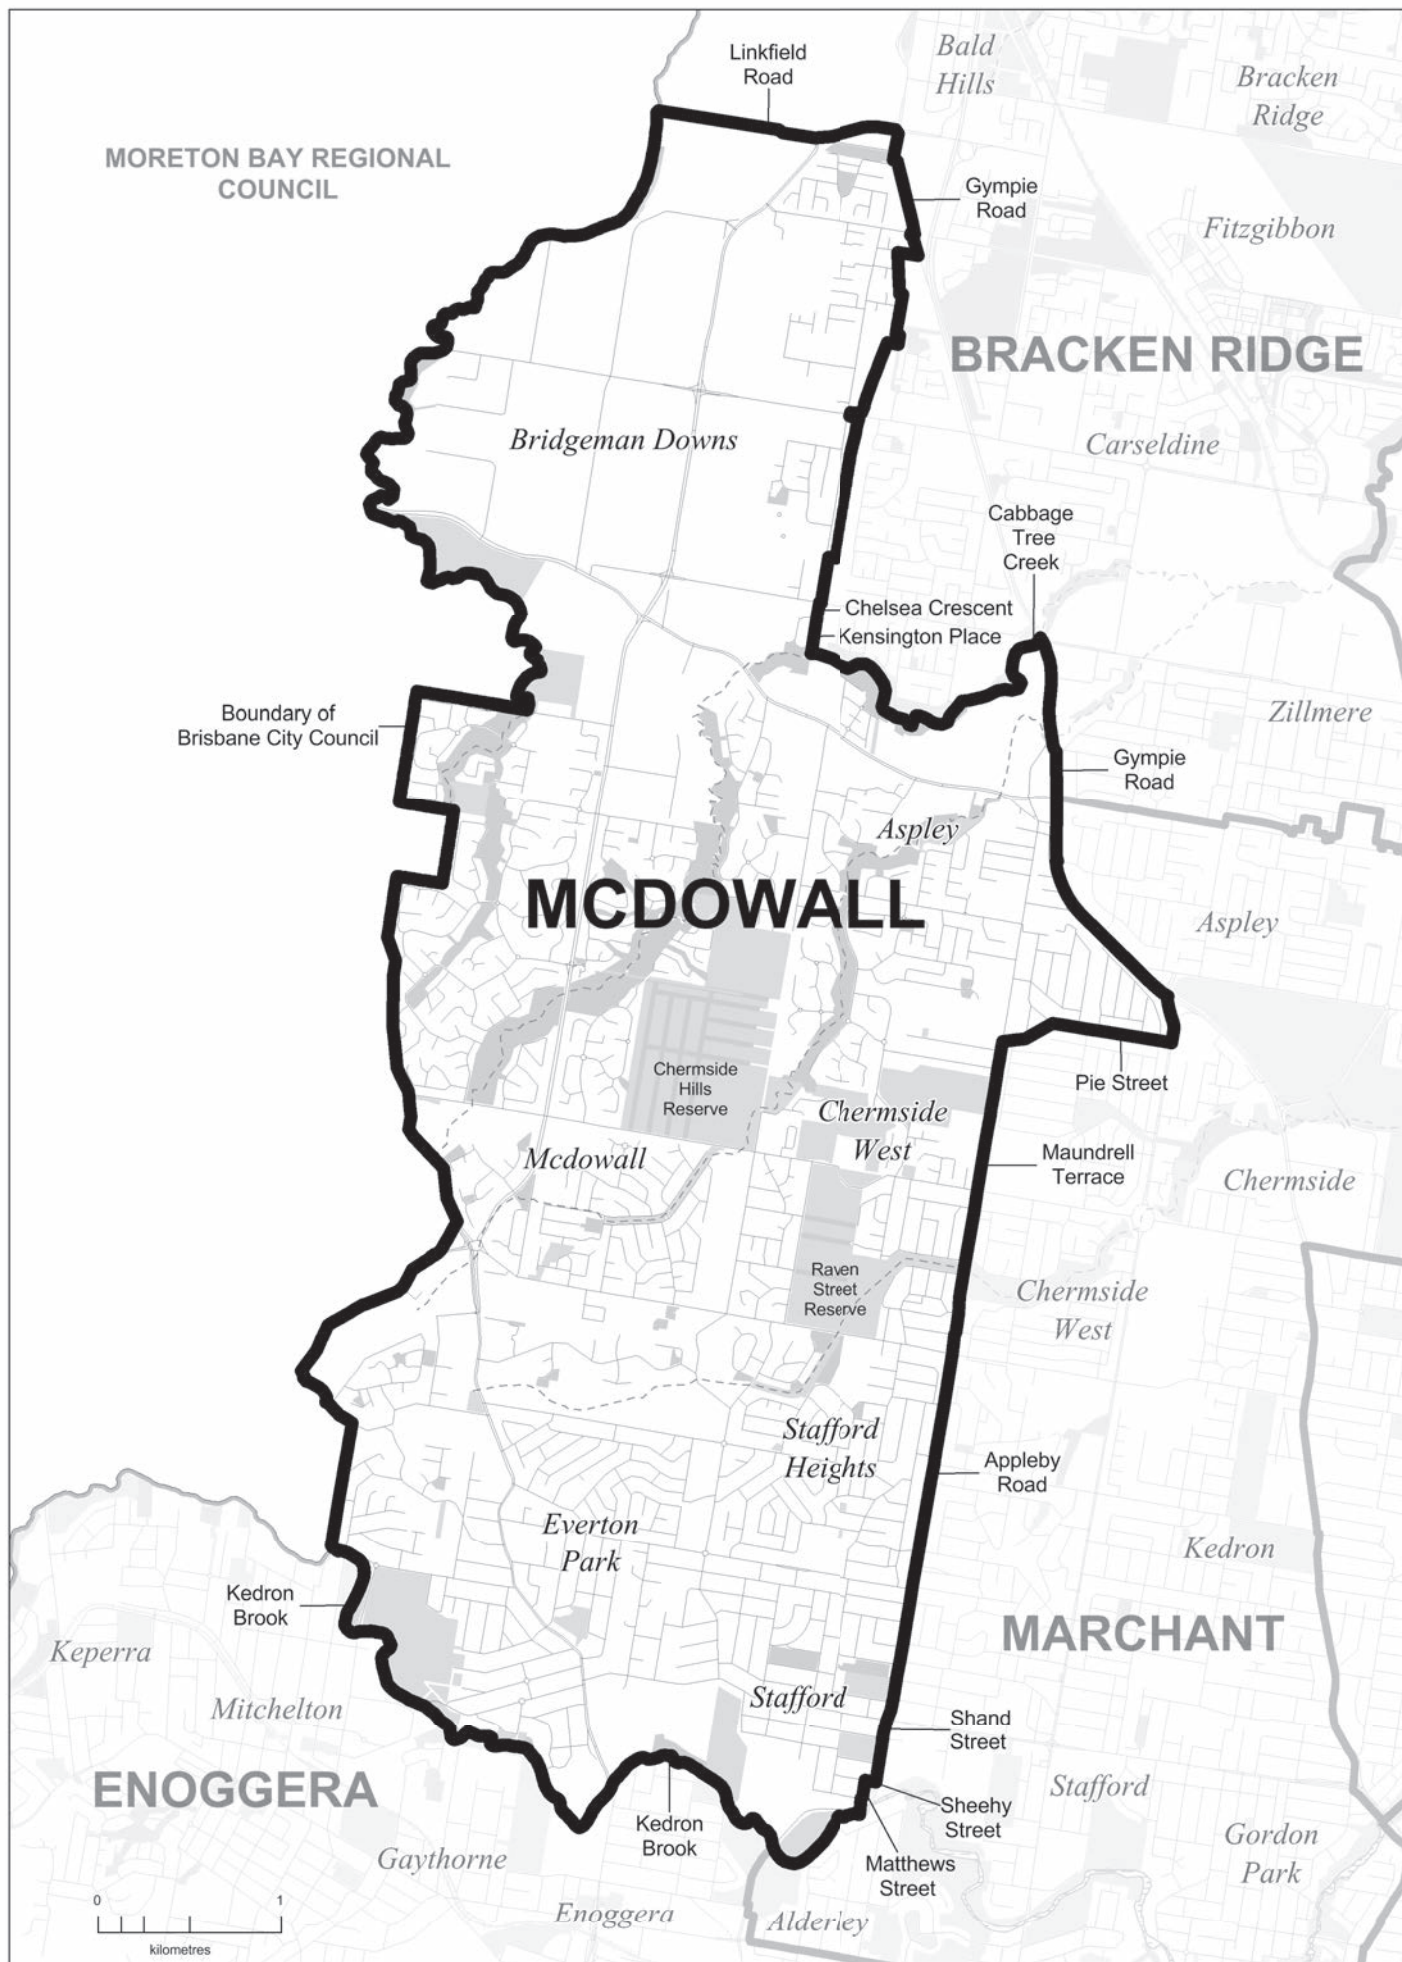 Linkfield
Road
Bald
Hills
Bracken
Ridge
MORETON BAY REGIONAL
COUNCIL
Gympie
Road
Fitzgibbon
BRACKEN RIDGE
Bridgeman Downs
Carseldine
Cabbage
Tree
Creek
Chelsea Crescent
Kensington Place
Boundary of
Brisbane City Council
Zillmere
Gympie
Road
Aspley
MCDOWALL
Aspley
Chermside
Hills
Reserve
Pie Street
Chermside
West
Mcdowall
Maundrell
Terrace
Chermside
Raven
Street
Reserve
Chermside
West
Stafford
Heights
Appleby
Road
Everton
Park
Kedron
Kedron
Brook
MARCHANT
Keperra
Mitchelton
Stafford
Shand
Street
ENOGGERA
Stafford
Sheehy
Street
Kedron
Brook
Gordon
Park
Gaythorne
Matthews
Street
Enoggera
Alderley
0 1
kilometres